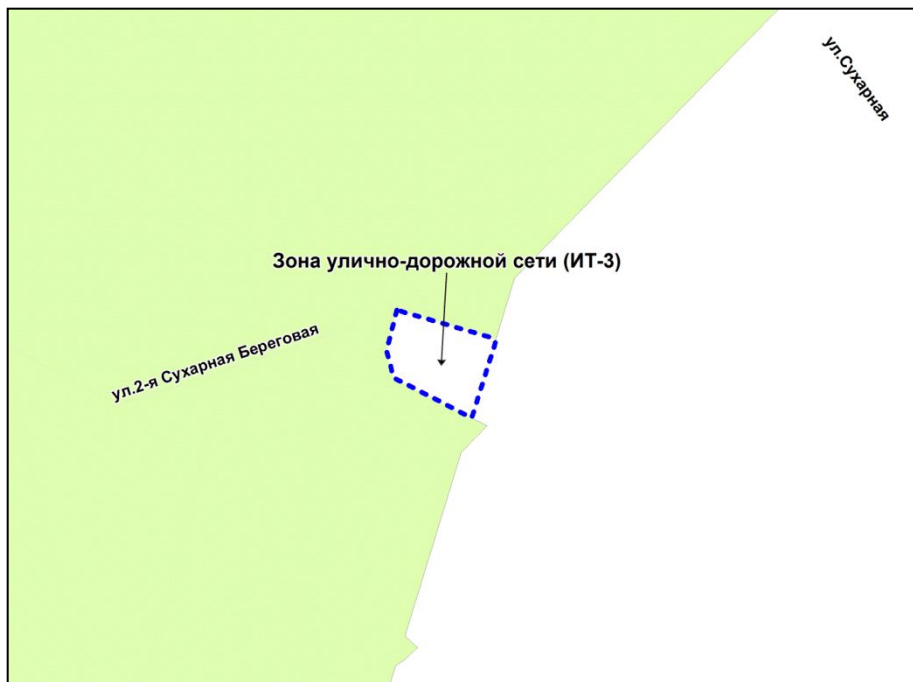 ул.Сухарная
Зона улично-дорожной сети (ИТ-3)
ул.2-я Сухарная Береговая